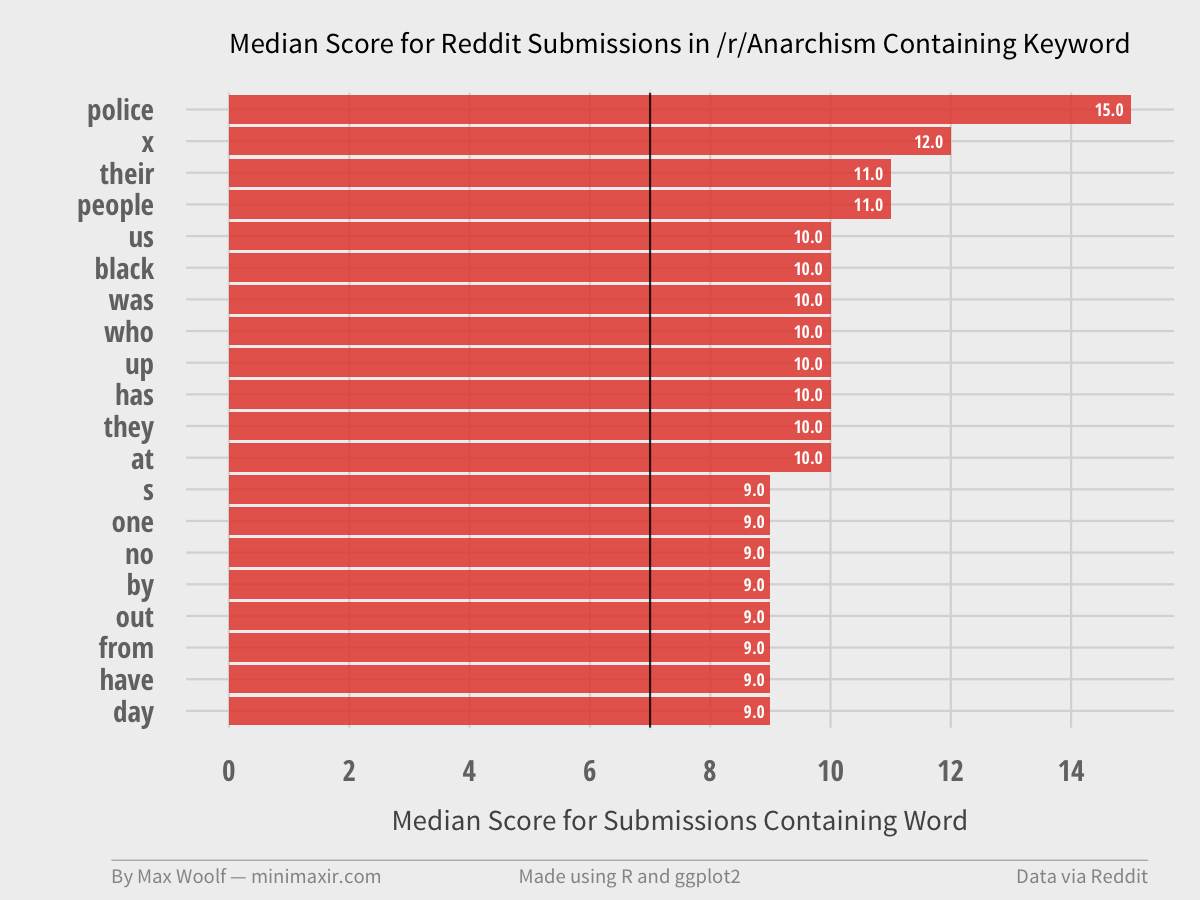 Median Score for Reddit Submissions in /r/Anarchism Containing Keyword
police 15.0
x 12.0
their 11.0
people 11.0
us 10.0
black 10.0
was 10.0
who 10.0
up 10.0
has 10.0
they 10.0
at 10.0
s 9.0
one 9.0
no 9.0
by 9.0
out 9.0
from 9.0
have 9.0
day 9.0
0 2 4 6 8 10 12 14
Median Score for Submissions Containing Word
By Max Woolf — minimaxir.com Made using R and ggplot2 Data via Reddit